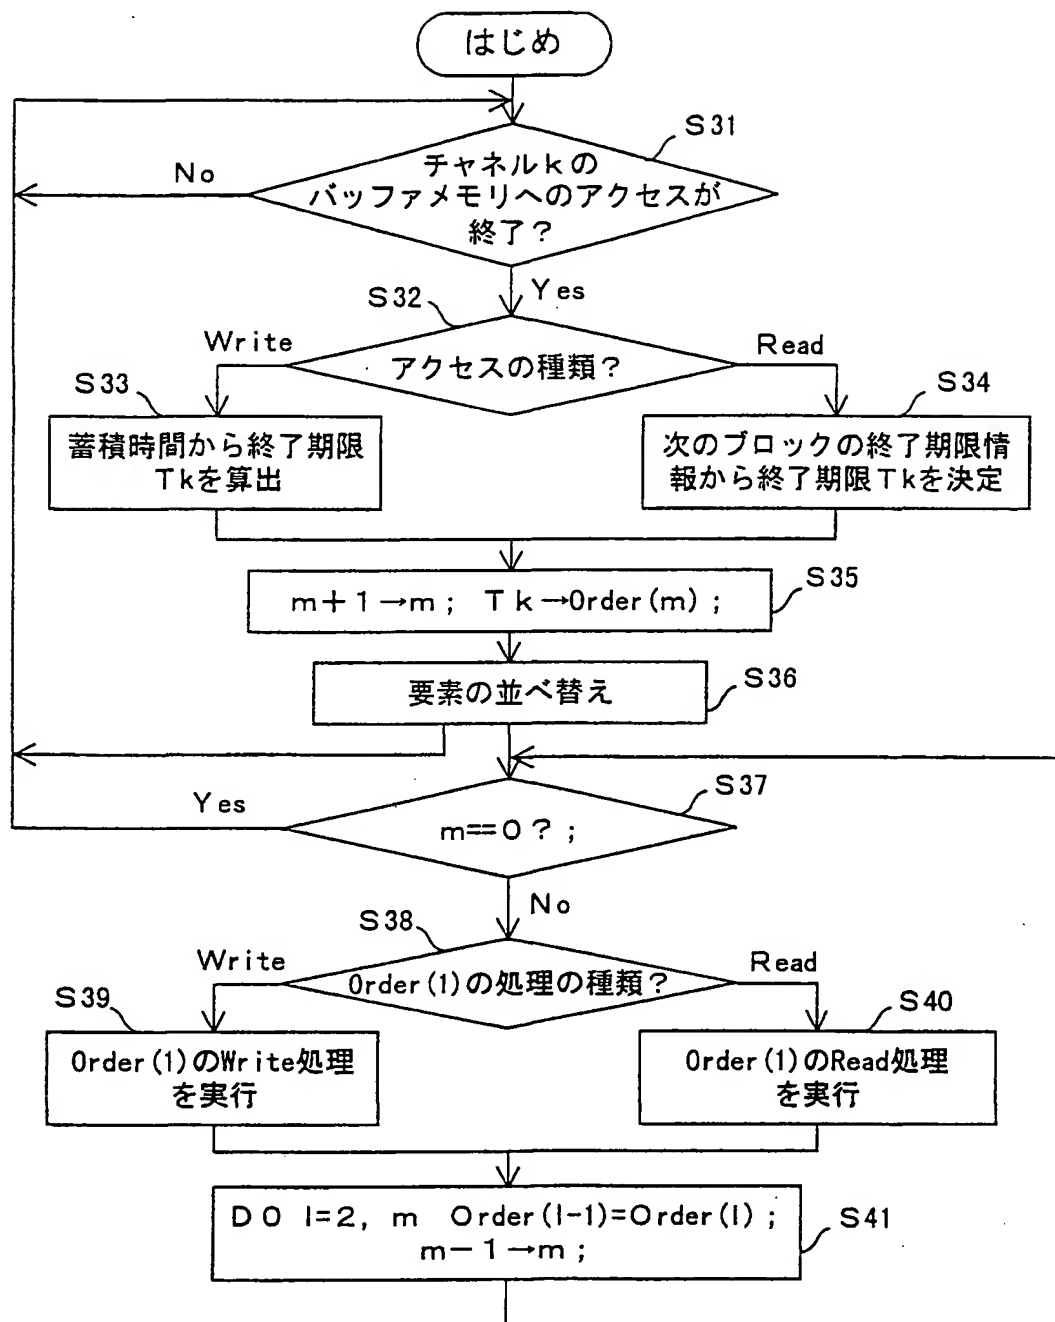 はじめ
S31
チャネルkの
バッファメモリへのアクセスが
終了?
No
Yes
S32
Write
アクセスの種類?
Read
S33
蓄積時間から終了期限
Tkを算出
S34
次のブロックの終了期限情
報から終了期限Tkを決定
m+1→m; Tk→Order(m);
S35
要素の並べ替え
S36
S37
Yes
m==0?;
No
S38
Write
Order(1)の処理の種類?
Read
S39
Order(1)のWrite処理
を実行
S40
Order(1)のRead処理
を実行
DO l=2, m Order(l-1)=Order(l);
m-1→m;
S41